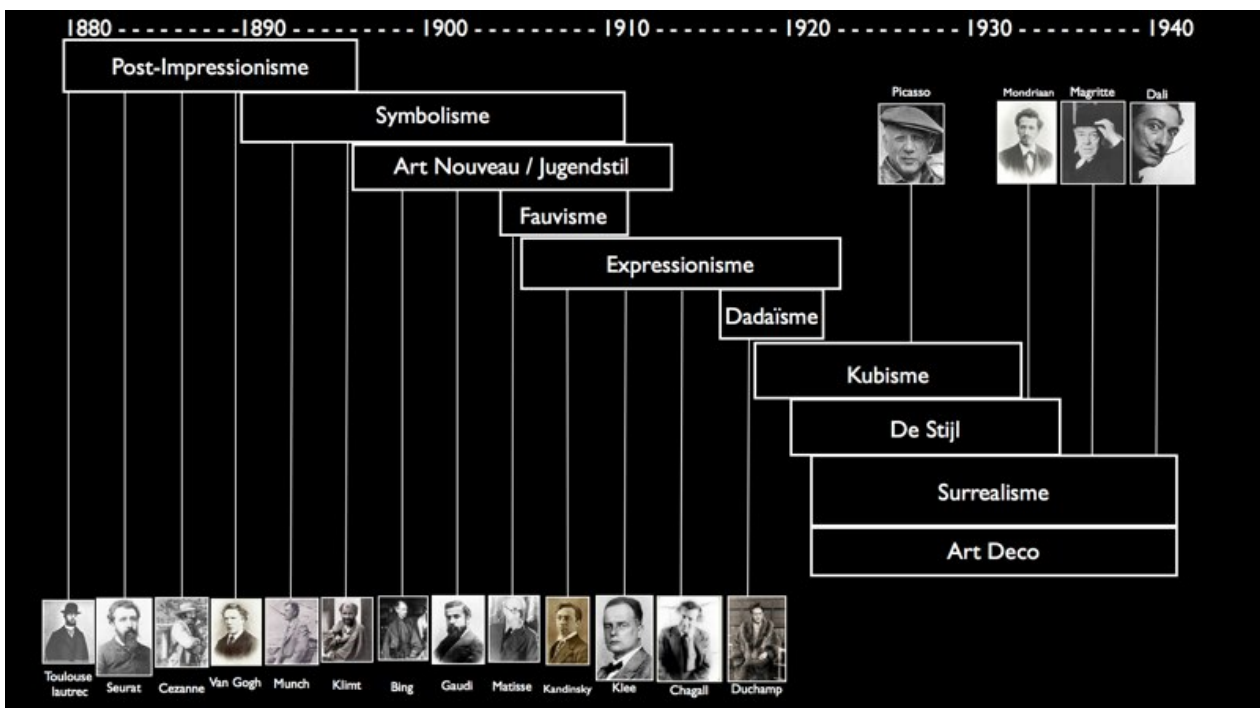 1880 - - - - - - - - -1890 - - - - - - - - - 1900 - - - - - - - - - 1910 - - - - - - - - - 1920 - - - - - - - - - 1930 - - - - - - - - - 1940
Post-Impressionisme
Picasso
Mondriaan
Magritte
Dali
Symbolisme
Art Nouveau / Jugendstil
Fauvisme
Expressionisme
Dadaïsme
Kubisme
De Stijl
Surrealisme
Art Deco
Toulouse
lautrec
Seurat
Cezanne
Van Gogh
Munch
Klimt
Bing
Gaudi
Matisse
Kandinsky
Klee
Chagall
Duchamp